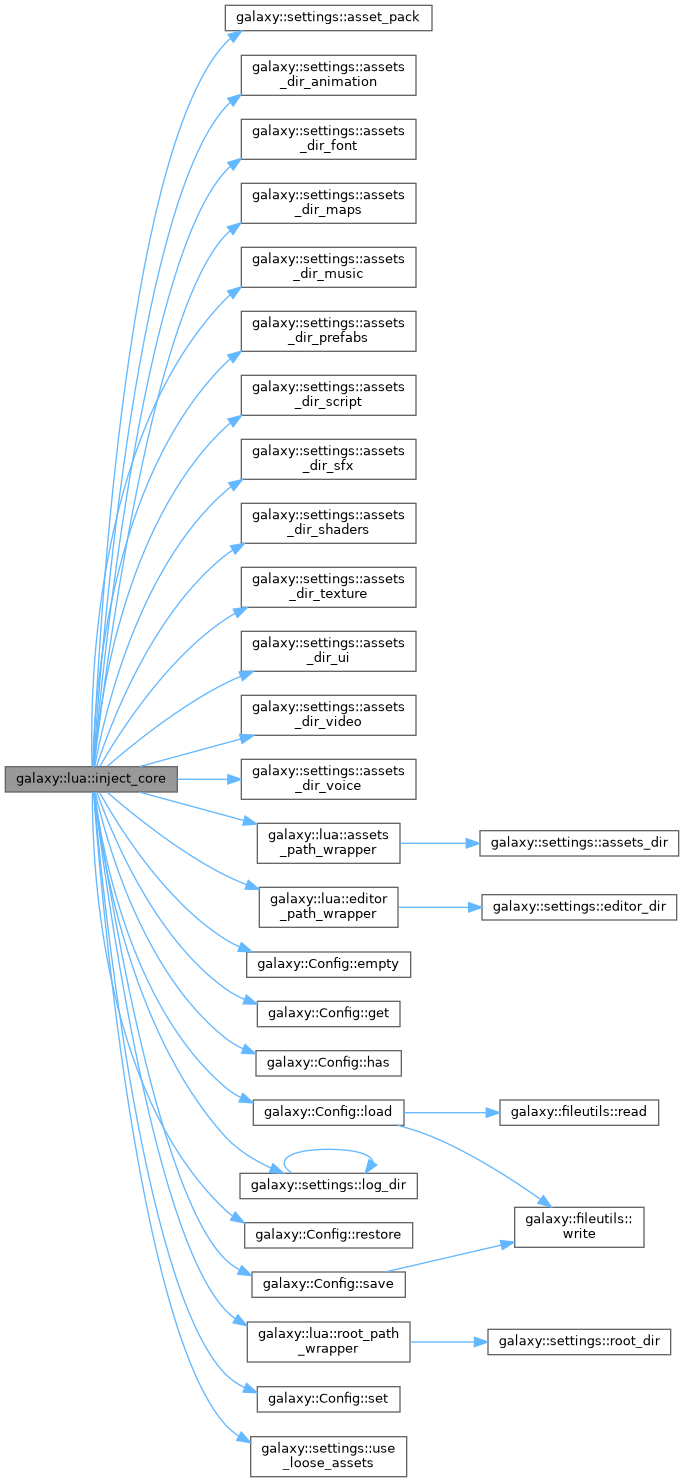 galaxy::settings::asset_pack
galaxy::settings::assets
_dir_animation
galaxy::settings::assets
_dir_font
galaxy::settings::assets
_dir_maps
galaxy::settings::assets
_dir_music
galaxy::settings::assets
_dir_prefabs
galaxy::settings::assets
_dir_script
galaxy::settings::assets
_dir_sfx
galaxy::settings::assets
_dir_shaders
galaxy::settings::assets
_dir_texture
galaxy::settings::assets
_dir_ui
galaxy::settings::assets
_dir_video
galaxy::lua::inject_core
galaxy::settings::assets
_dir_voice
galaxy::lua::assets
_path_wrapper
galaxy::settings::assets_dir
galaxy::lua::editor
_path_wrapper
galaxy::settings::editor_dir
galaxy::Config::empty
galaxy::Config::get
galaxy::Config::has
galaxy::Config::load
galaxy::fileutils::read
galaxy::settings::log_dir
galaxy::fileutils::
write
galaxy::Config::restore
galaxy::Config::save
galaxy::lua::root_path
_wrapper
galaxy::settings::root_dir
galaxy::Config::set
galaxy::settings::use
_loose_assets